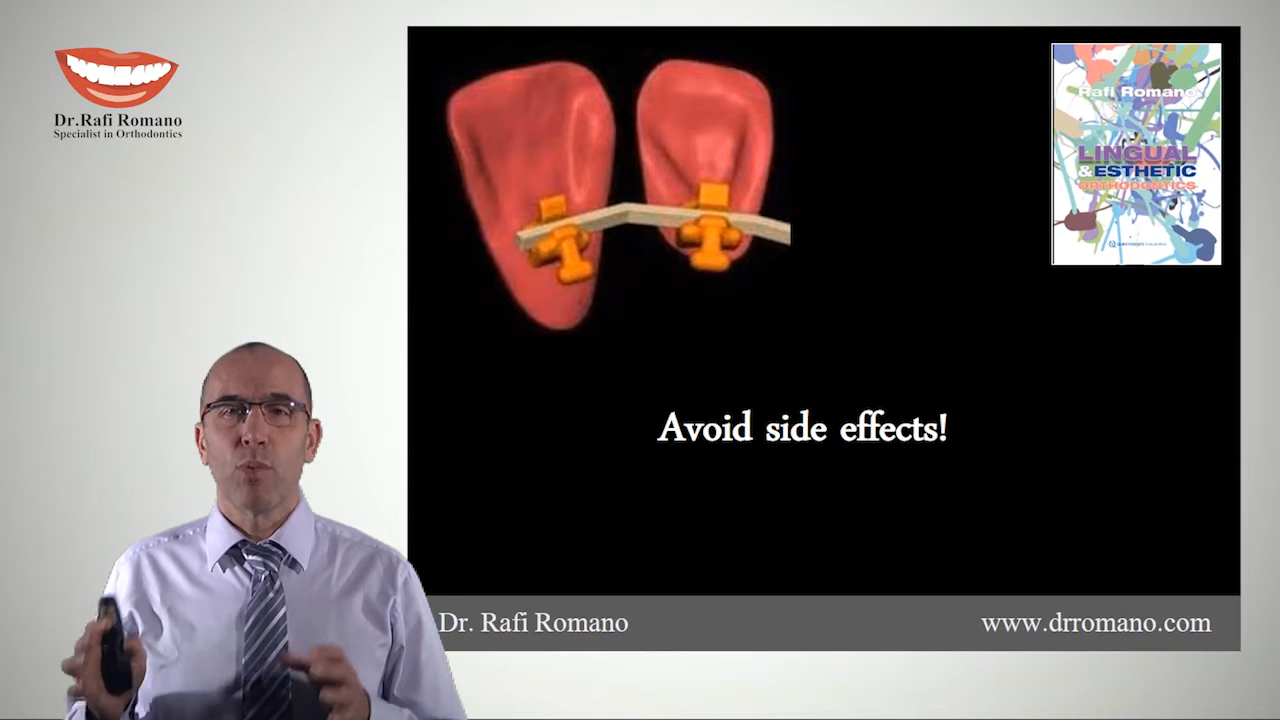 Dr.Rafi Romano
Specialist in Orthodontics
Rafi Romano
LINGUAL
&ESTHETIC
ORTHODONTICS
Avoid side effects!
Dr. Rafi Romano
www.drromano.com